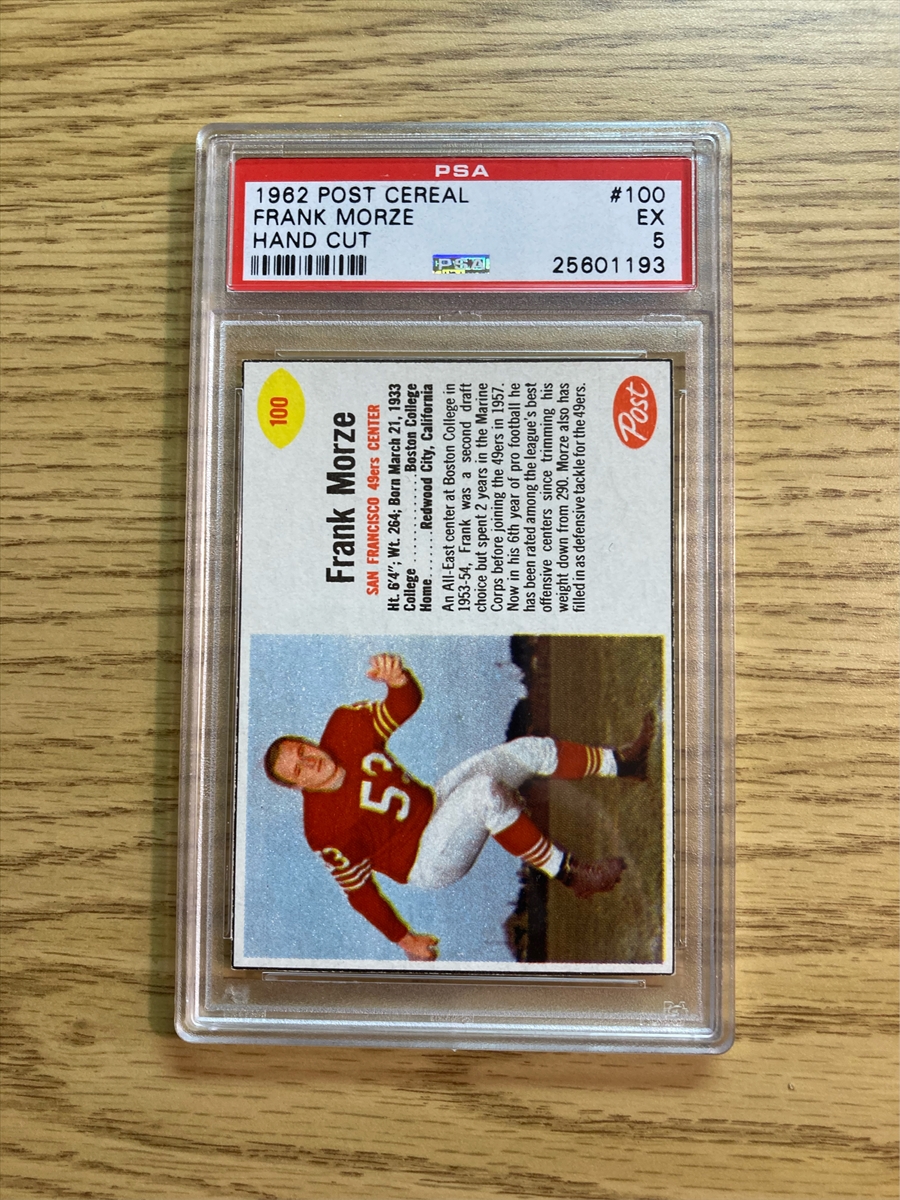 PSA
1962 POST CEREAL #100
FRANK MORZE EX
HAND CUT 5
PSA 25601193
100
Frank Morze
SAN FRANCISCO 49ers CENTER
Ht. 6'4"; Wt. 264; Born March 21, 1933
College .............. Boston College
Home....... Redwood City, California
An All-East center at Boston College in
1953-54, Frank was a second draft
choice but spent 2 years in the Marine
Corps before joining the 49ers in 1957.
Now in his 6th year of pro football he
has been rated among the league's best
offensive centers since trimming his
weight down from 290. Morze also has
filled in as defensive tackle for the 49ers.
Post
53
53